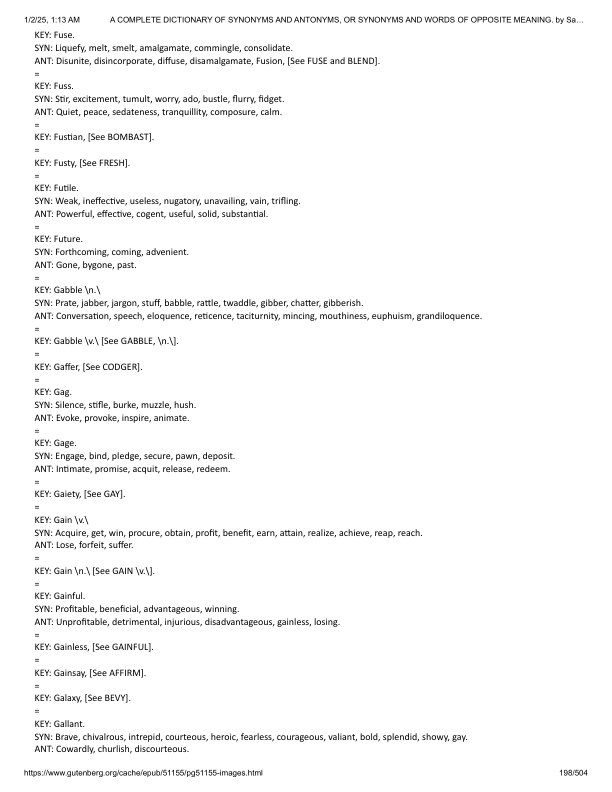 1/2/25, 1:13 AM A COMPLETE DICTIONARY OF SYNONYMS AND ANTONYMS, OR SYNONYMS AND WORDS OF OPPOSITE MEANING. by Sa…
KEY: Fuse.
SYN: Liquefy, melt, smelt, amalgamate, commingle, consolidate.
ANT: Disunite, disincorporate, diffuse, disamalgamate, Fusion, [See FUSE and BLEND].
=
KEY: Fuss.
SYN: Stir, excitement, tumult, worry, ado, bustle, flurry, fidget.
ANT: Quiet, peace, sedateness, tranquillity, composure, calm.
=
KEY: Fustian, [See BOMBAST].
=
KEY: Fusty, [See FRESH].
=
KEY: Futile.
SYN: Weak, ineffective, useless, nugatory, unavailing, vain, trifling.
ANT: Powerful, effective, cogent, useful, solid, substantial.
=
KEY: Future.
SYN: Forthcoming, coming, advenient.
ANT: Gone, bygone, past.
=
KEY: Gabble \n.\
SYN: Prate, jabber, jargon, stuff, babble, rattle, twaddle, gibber, chatter, gibberish.
ANT: Conversation, speech, eloquence, reticence, taciturnity, mincing, mouthiness, euphuism, grandiloquence.
=
KEY: Gabble \v.\ [See GABBLE, \n.\].
=
KEY: Gaffer, [See CODGER].
=
KEY: Gag.
SYN: Silence, stifle, burke, muzzle, hush.
ANT: Evoke, provoke, inspire, animate.
=
KEY: Gage.
SYN: Engage, bind, pledge, secure, pawn, deposit.
ANT: Intimate, promise, acquit, release, redeem.
=
KEY: Gaiety, [See GAY].
=
KEY: Gain \v.\
SYN: Acquire, get, win, procure, obtain, profit, benefit, earn, attain, realize, achieve, reap, reach.
ANT: Lose, forfeit, suffer.
=
KEY: Gain \n.\ [See GAIN \v.\].
=
KEY: Gainful.
SYN: Profitable, beneficial, advantageous, winning.
ANT: Unprofitable, detrimental, injurious, disadvantageous, gainless, losing.
=
KEY: Gainless, [See GAINFUL].
=
KEY: Gainsay, [See AFFIRM].
=
KEY: Galaxy, [See BEVY].
=
KEY: Gallant.
SYN: Brave, chivalrous, intrepid, courteous, heroic, fearless, courageous, valiant, bold, splendid, showy, gay.
ANT: Cowardly, churlish, discourteous.
https://www.gutenberg.org/cache/epub/51155/pg51155-images.html 198/504